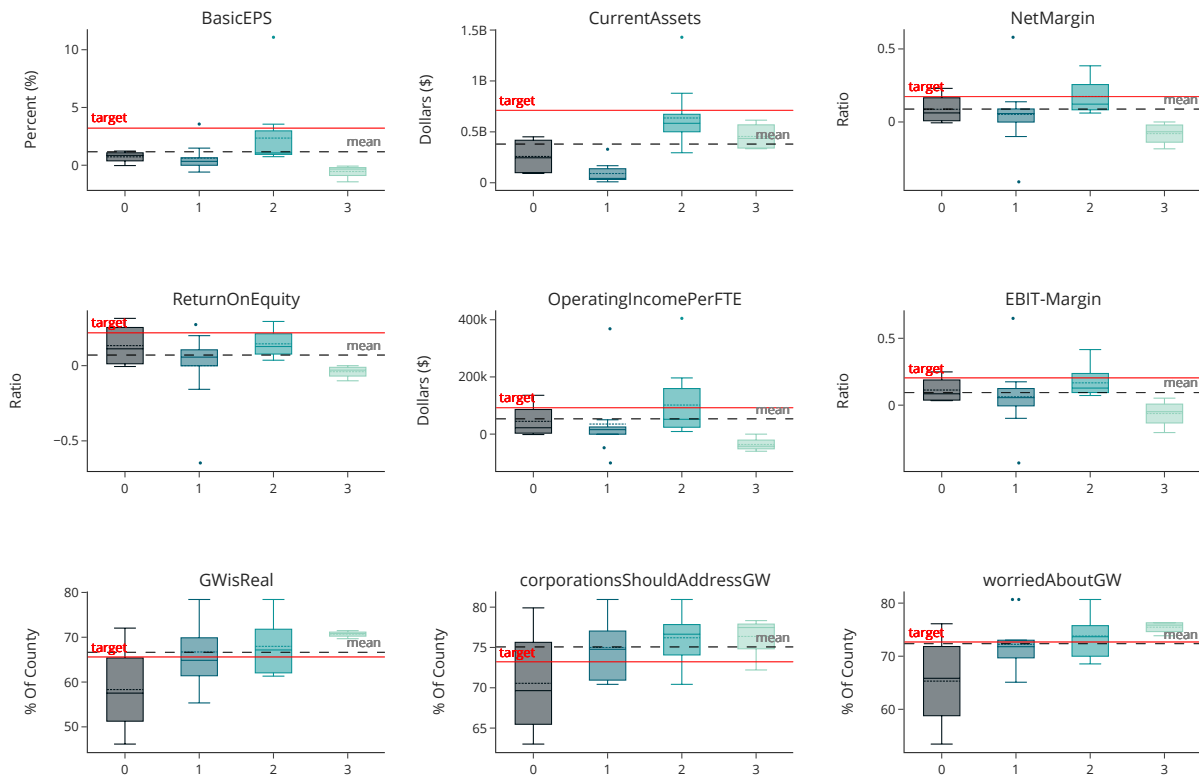 BasicEPS
Percent (%)
10
5
0
target
mean
0 1 2 3
CurrentAssets
Dollars ($)
1.5B
1B
0.5B
0
target
mean
0 1 2 3
NetMargin
Ratio
0.5
0
target
mean
0 1 2 3
ReturnOnEquity
Ratio
0
−0.5
target
mean
0 1 2 3
OperatingIncomePerFTE
Dollars ($)
400k
200k
0
target
mean
0 1 2 3
EBIT-Margin
Ratio
0.5
0
target
mean
0 1 2 3
GWisReal
% Of County
80
70
60
50
target
mean
0 1 2 3
corporationsShouldAddressGW
% Of County
80
75
70
65
target
mean
0 1 2 3
worriedAboutGW
% Of County
80
70
60
target
mean
0 1 2 3